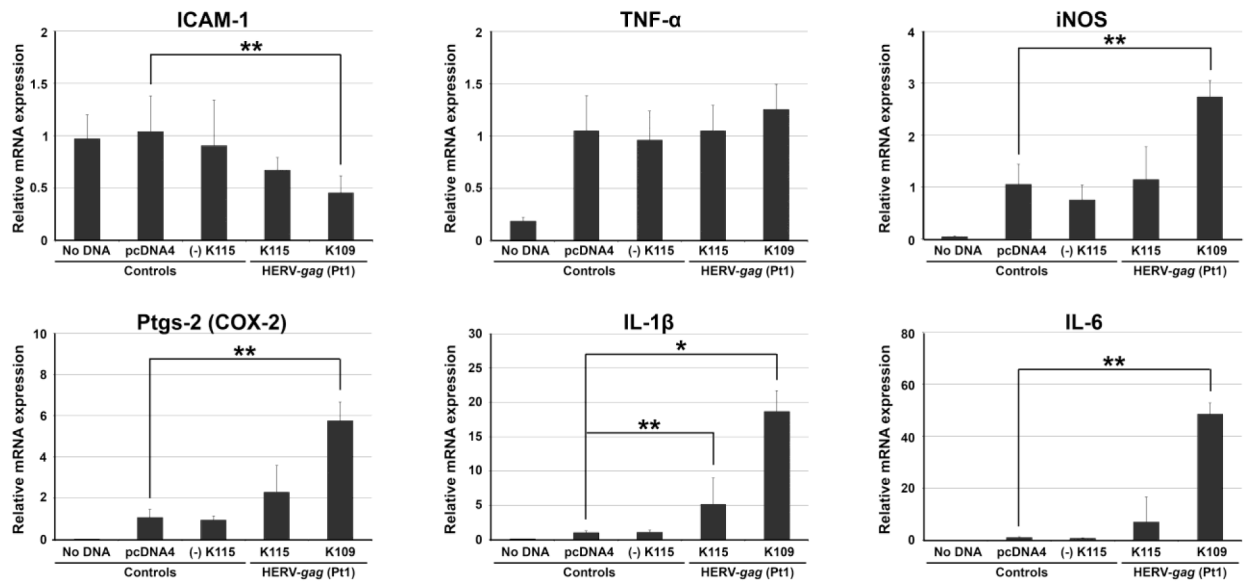 ICAM-1
Relative mRNA expression
2
1.5
1
0.5
0
**
No DNA pcDNA4 (-) K115 K115 K109
Controls HERV-gag (Pt1)
TNF-α
Relative mRNA expression
2
1.5
1
0.5
0
No DNA pcDNA4 (-) K115 K115 K109
Controls HERV-gag (Pt1)
iNOS
Relative mRNA expression
4
3
2
1
0
**
No DNA pcDNA4 (-) K115 K115 K109
Controls HERV-gag (Pt1)
Ptgs-2 (COX-2)
Relative mRNA expression
10
8
6
4
2
0
**
No DNA pcDNA4 (-) K115 K115 K109
Controls HERV-gag (Pt1)
IL-1β
Relative mRNA expression
30
25
20
15
10
5
0
*
**
No DNA pcDNA4 (-) K115 K115 K109
Controls HERV-gag (Pt1)
IL-6
Relative mRNA expression
80
60
40
20
0
**
No DNA pcDNA4 (-) K115 K115 K109
Controls HERV-gag (Pt1)